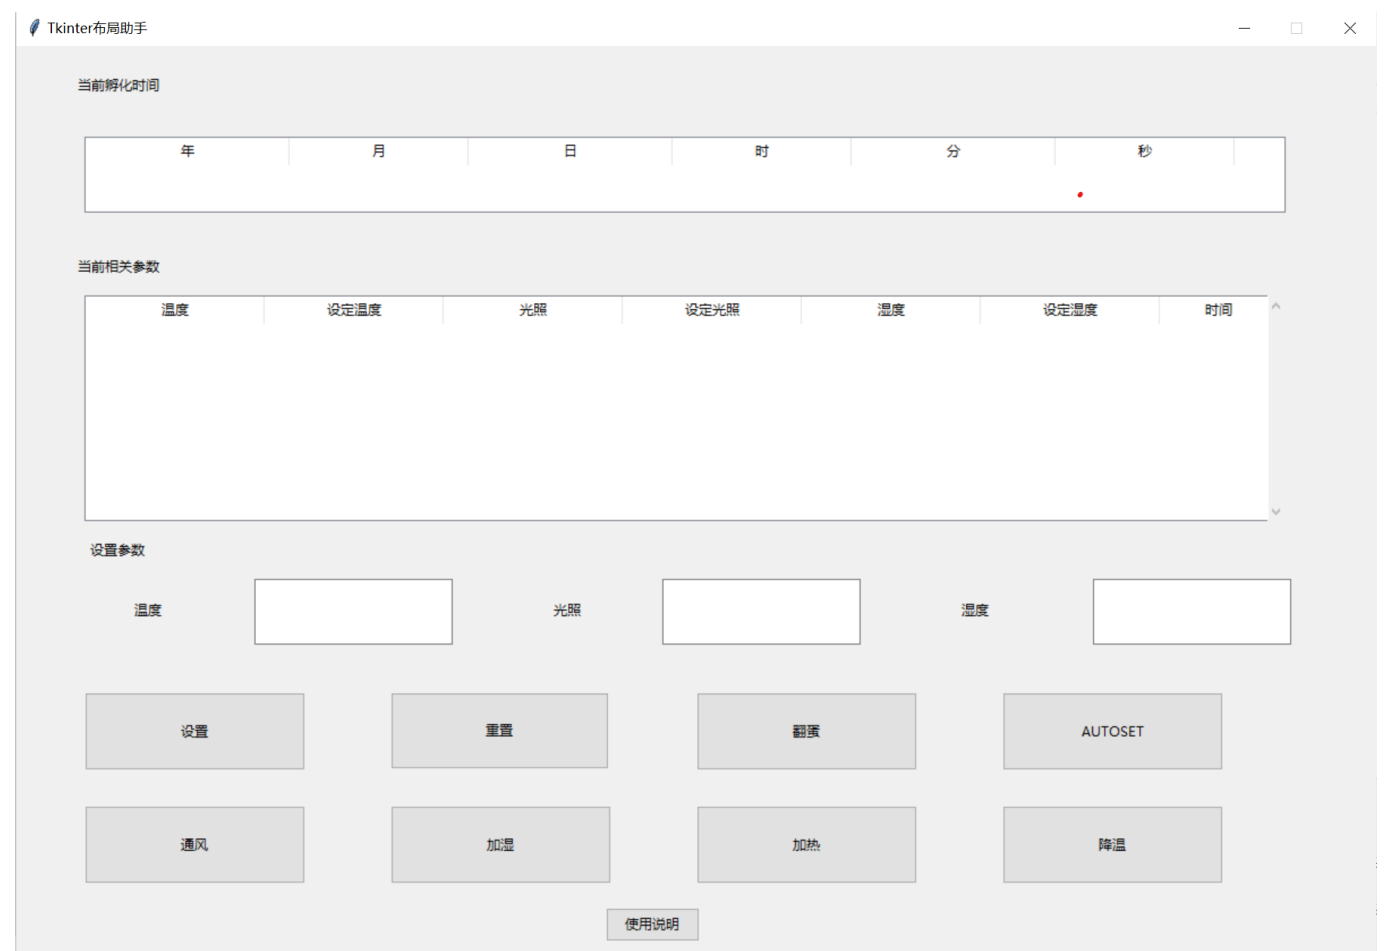 Tkinter布局助手
当前孵化时间
年 月 日 时 分 秒
当前相关参数
温度 设定温度 光照 设定光照 湿度 设定湿度 时间
设置参数
温度 光照 湿度
设置 重置 翻蛋 AUTOSET
通风 加湿 加热 降温
使用说明